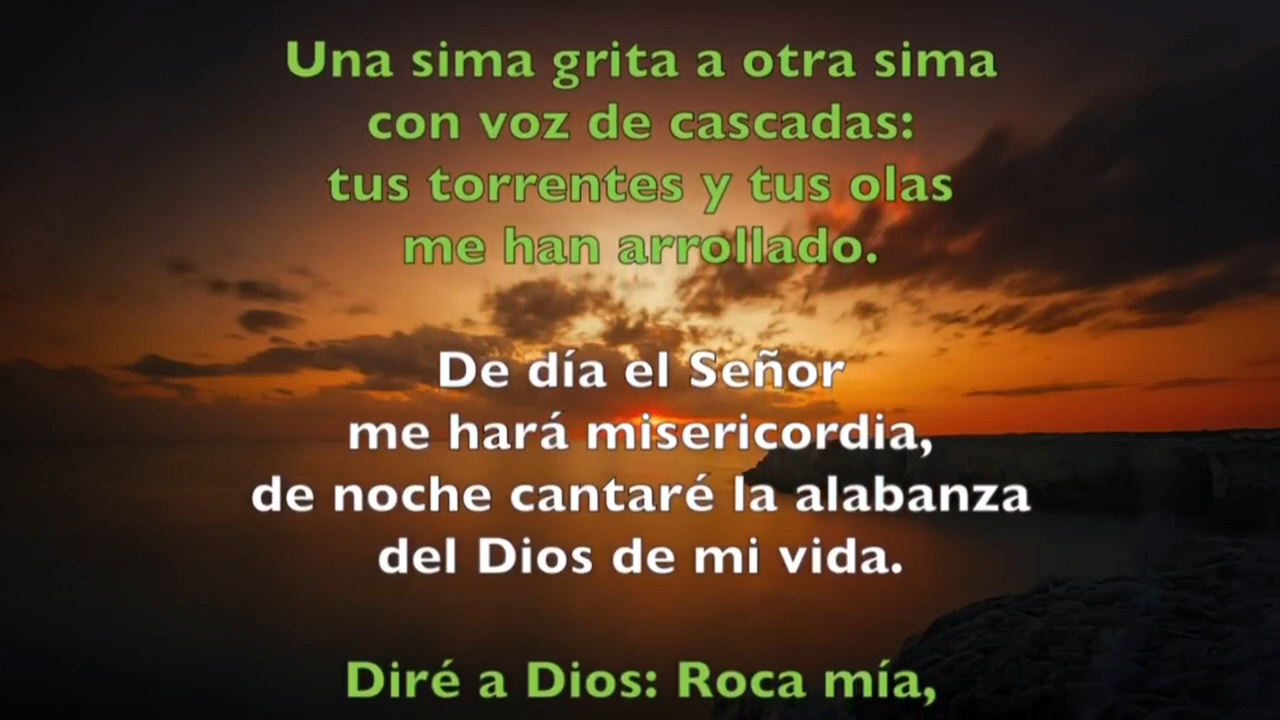 Una sima grita a otra sima
con voz de cascadas:
tus torrentes y tus olas
me han arrollado.
De día el Señor
me hará misericordia,
de noche cantaré la alabanza
del Dios de mi vida.
Diré a Dios: Roca mía,